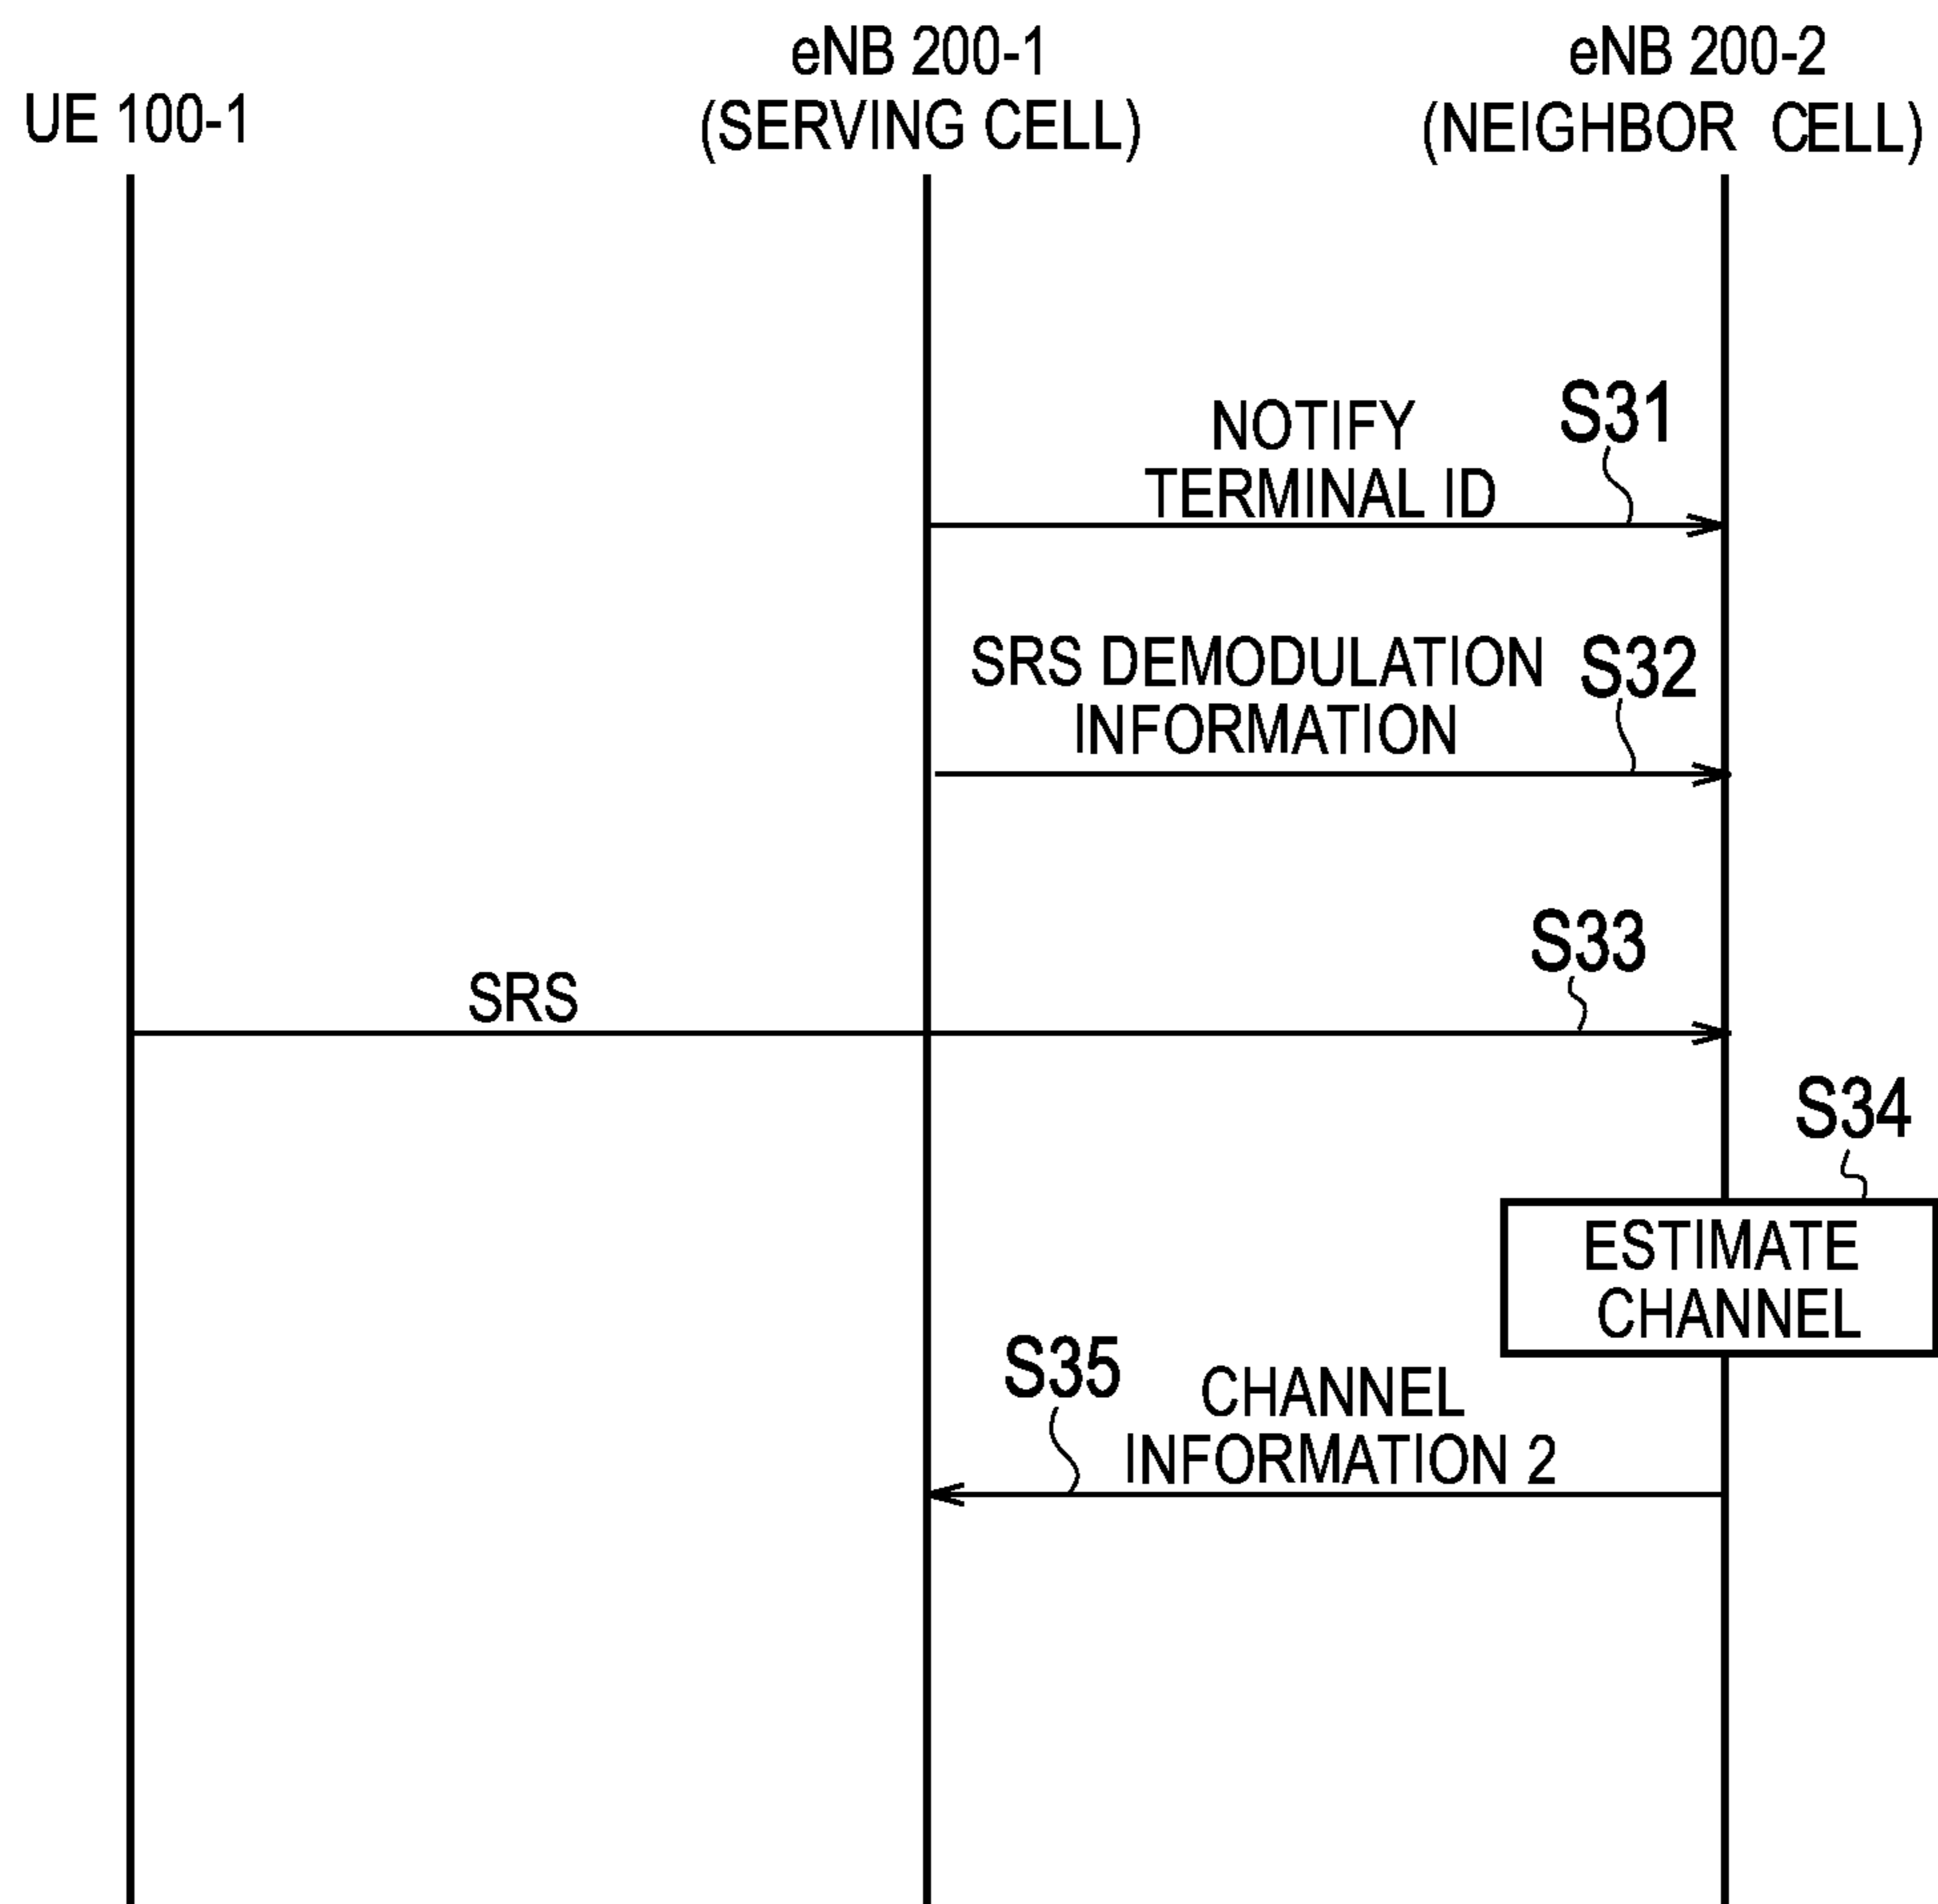 UE 100-1
eNB 200-1
(SERVING CELL)
eNB 200-2
(NEIGHBOR CELL)
NOTIFY
TERMINAL ID
S31
SRS DEMODULATION
INFORMATION
S32
SRS
S33
S34
ESTIMATE
CHANNEL
S35
CHANNEL
INFORMATION 2